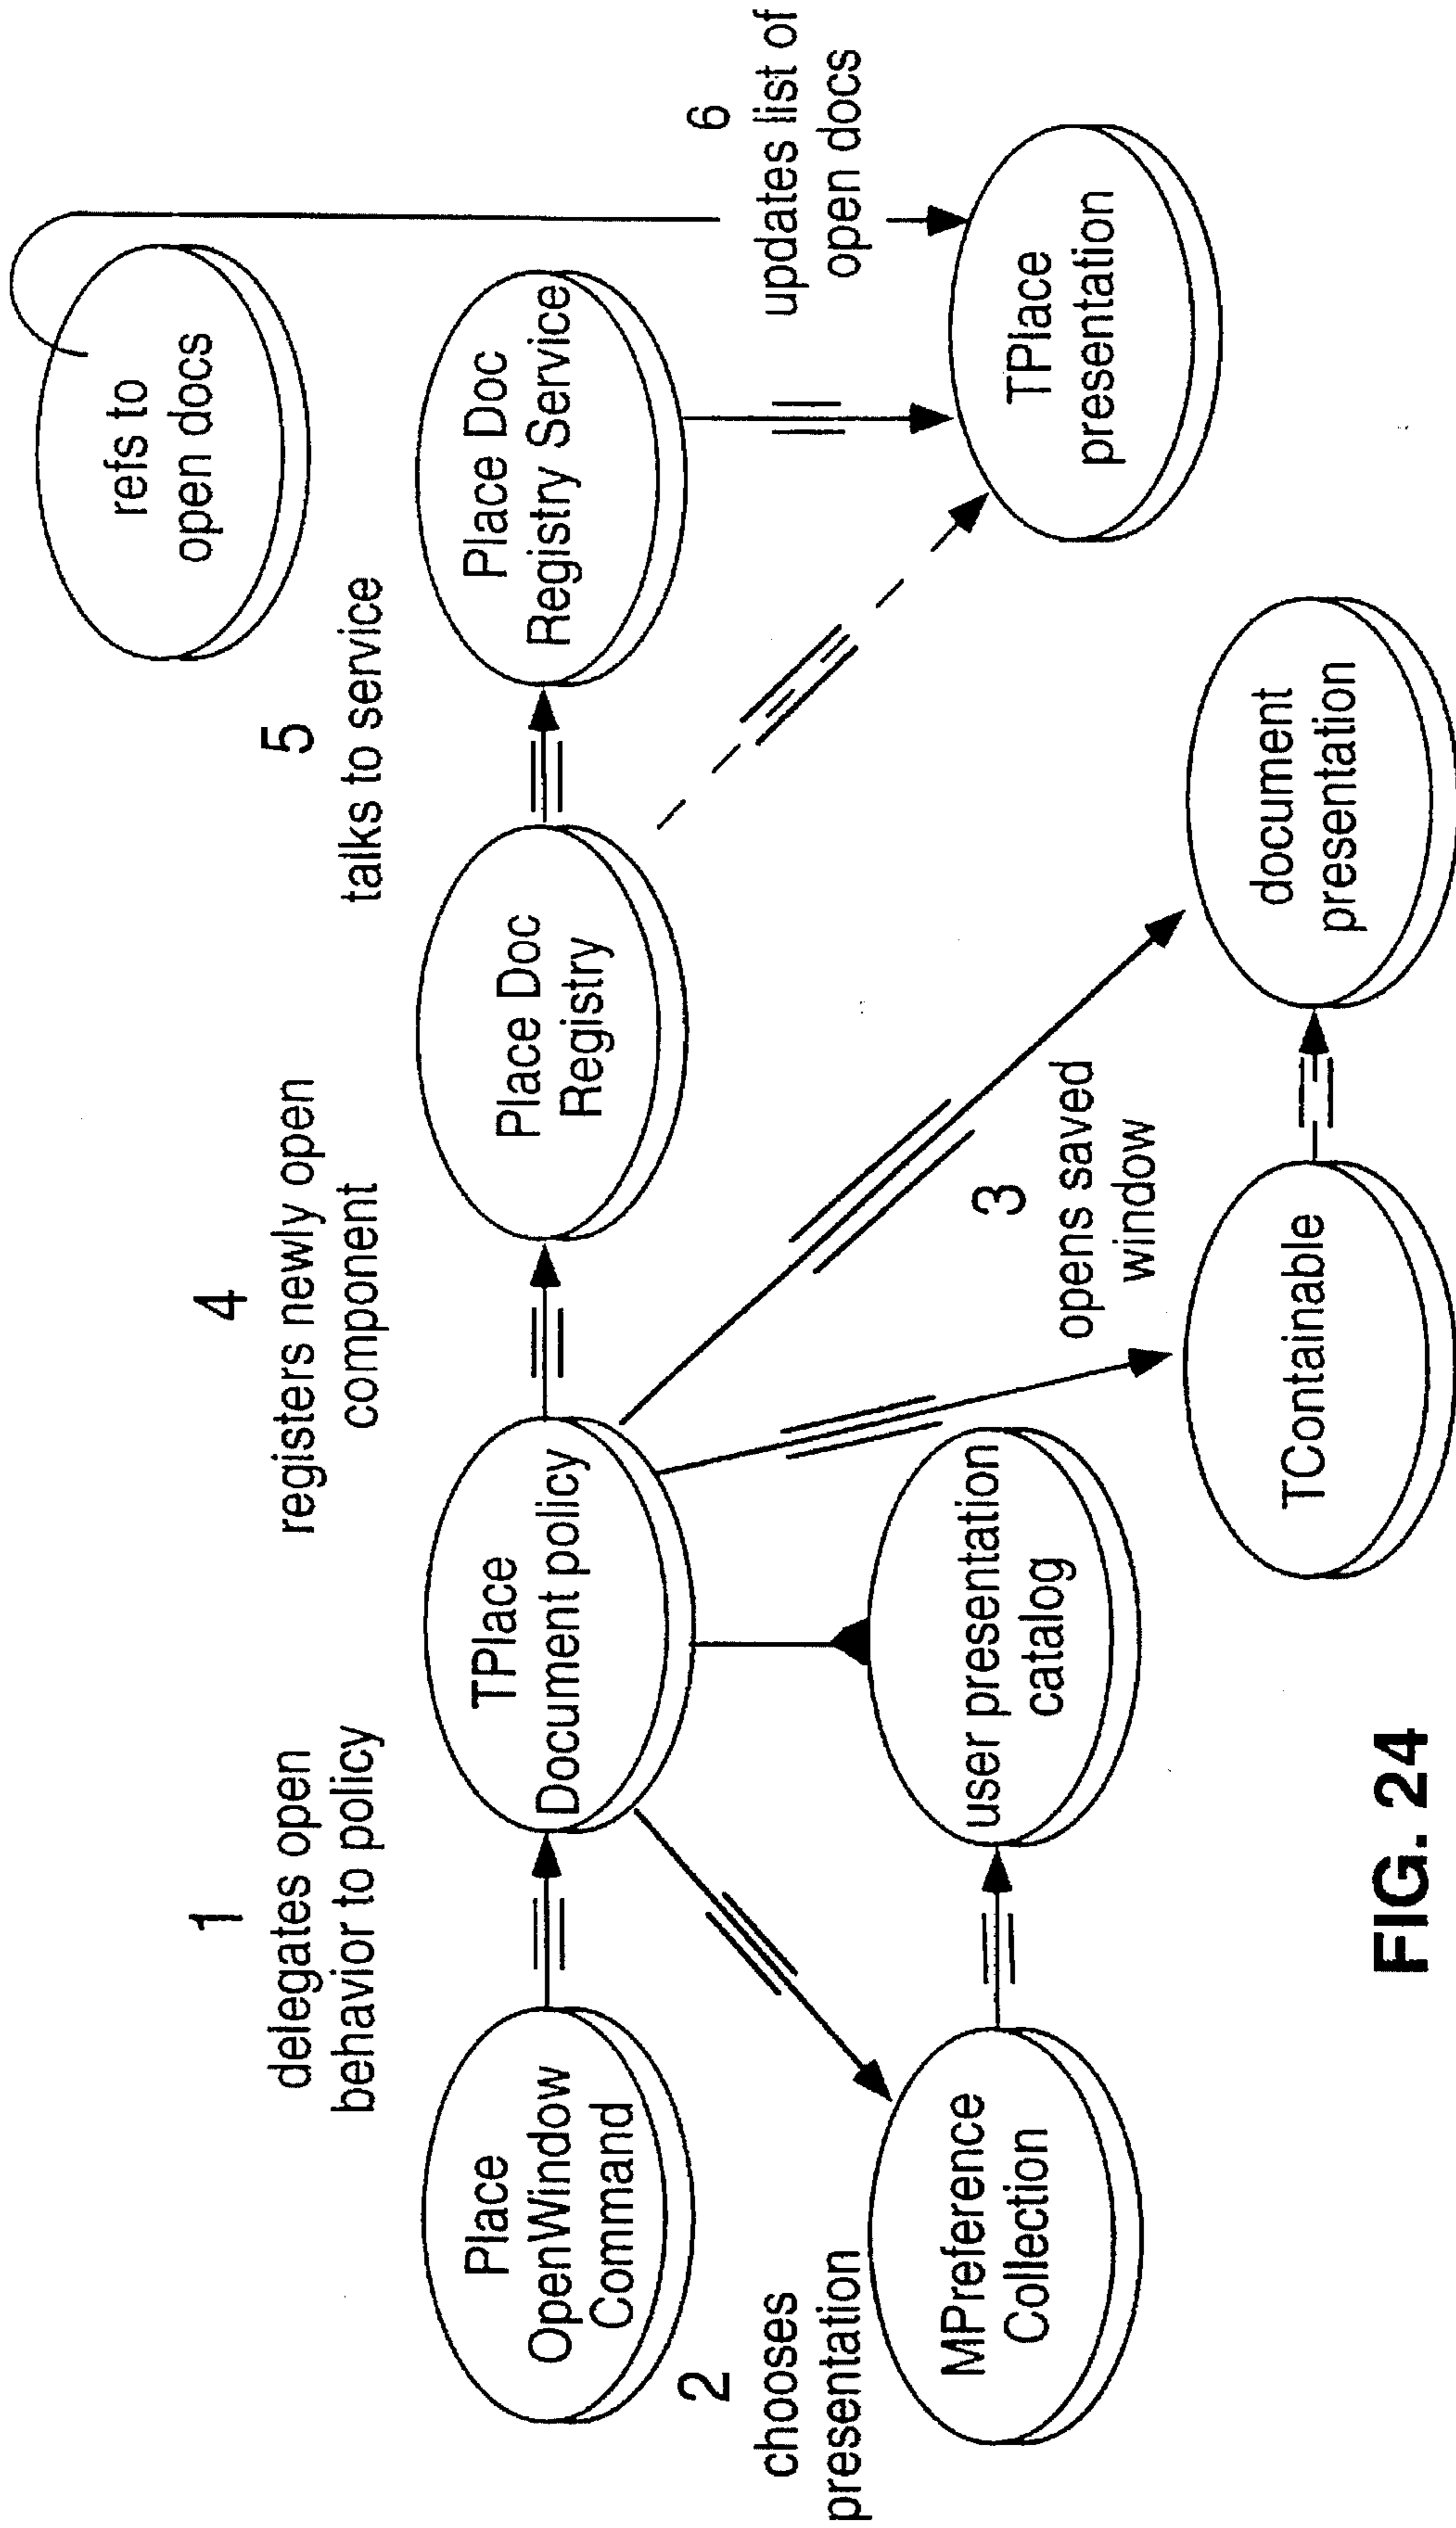 1
delegates open
behavior to policy
4
registers newly open
component
5
talks to service
refs to
open docs
Place
OpenWindow
Command
TPlace
Document policy
Place Doc
Registry
Place Doc
Registry Service
2
chooses
presentation
6
updates list of
open docs
MPreference
Collection
user presentation
catalog
3
opens saved
window
TPlace
presentation
TContainable
document
presentation
FIG. 24